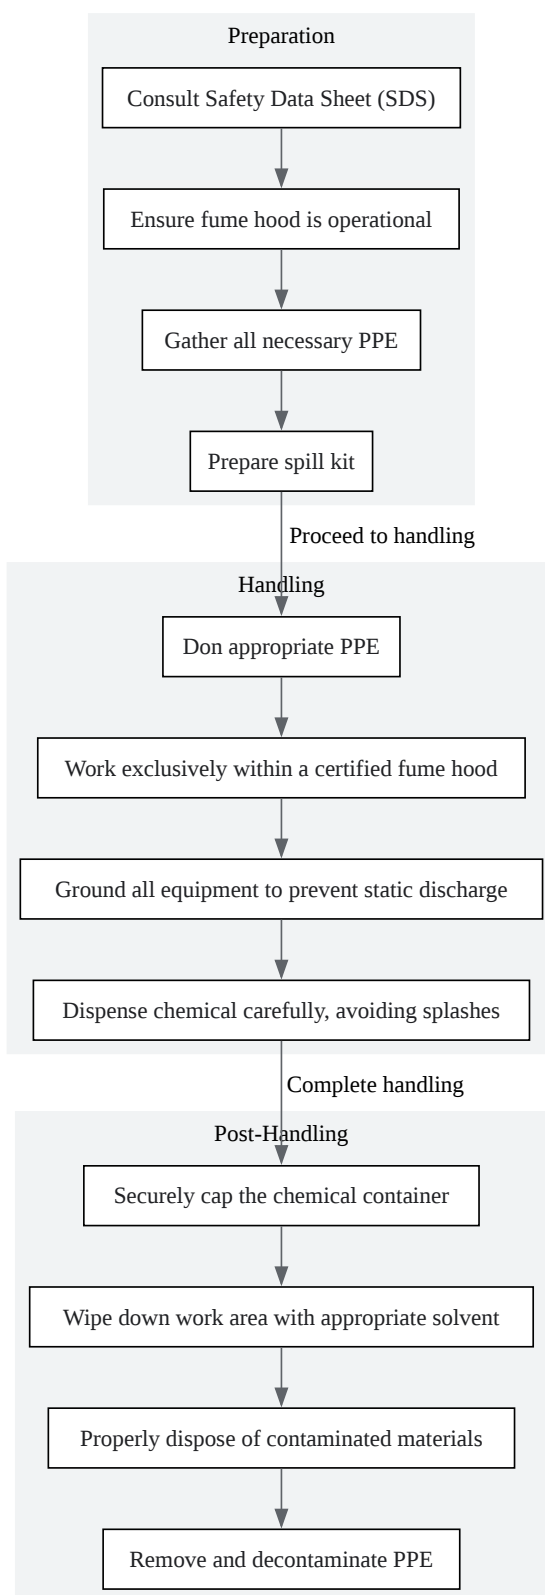 Preparation
Consult Safety Data Sheet (SDS)
Ensure fume hood is operational
Gather all necessary PPE
Prepare spill kit
Proceed to handling
Handling
Don appropriate PPE
Work exclusively within a certified fume hood
Ground all equipment to prevent static discharge
Dispense chemical carefully, avoiding splashes
Complete handling
Post-Handling
Securely cap the chemical container
Wipe down work area with appropriate solvent
Properly dispose of contaminated materials
Remove and decontaminate PPE